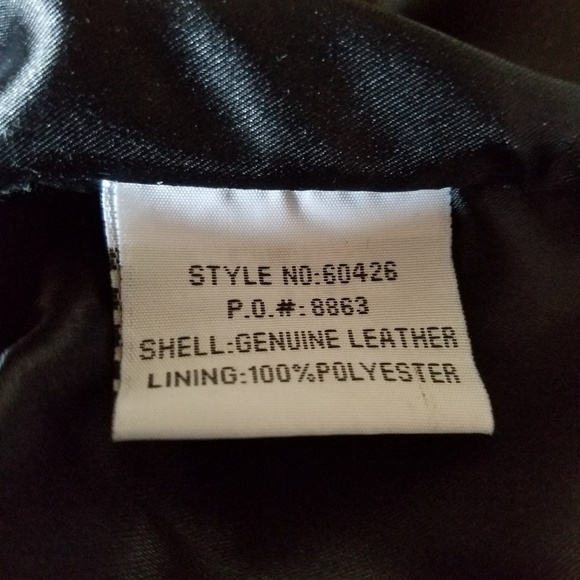 STYLE NO:60426
P.O.#:8863
SHELL:GENUINE LEATHER
LINING:100%POLYESTER